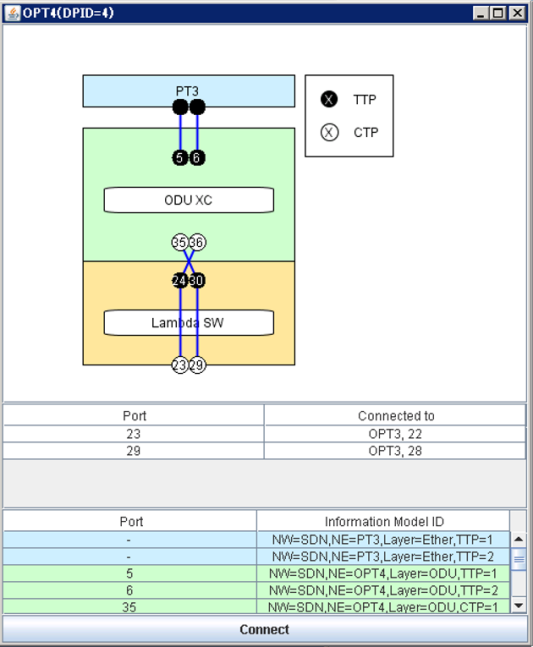 OPT4(DPID=4)
PT3
X TTP
X CTP
5 6
ODU XC
35 36
24 30
Lambda SW
23 29
Port Connected to
23 OPT3, 22
29 OPT3, 28
Port Information Model ID
- NW=SDN,NE=PT3,Layer=Ether,TTP=1
- NW=SDN,NE=PT3,Layer=Ether,TTP=2
5 NW=SDN,NE=OPT4,Layer=ODU,TTP=1
6 NW=SDN,NE=OPT4,Layer=ODU,TTP=2
35 NW=SDN,NE=OPT4,Layer=ODU,CTP=1
Connect